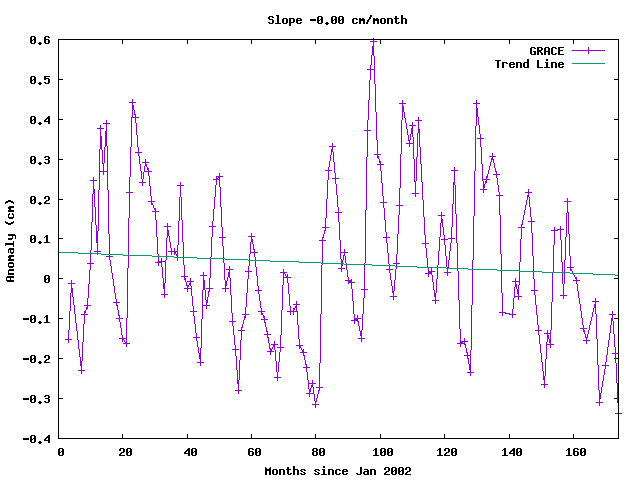 Slope -0.00 cm/month
GRACE
Trend Line
0.6
0.5
0.4
0.3
0.2
0.1
0
-0.1
-0.2
-0.3
-0.4
Anomaly (cm)
0 20 40 60 80 100 120 140 160
Months since Jan 2002